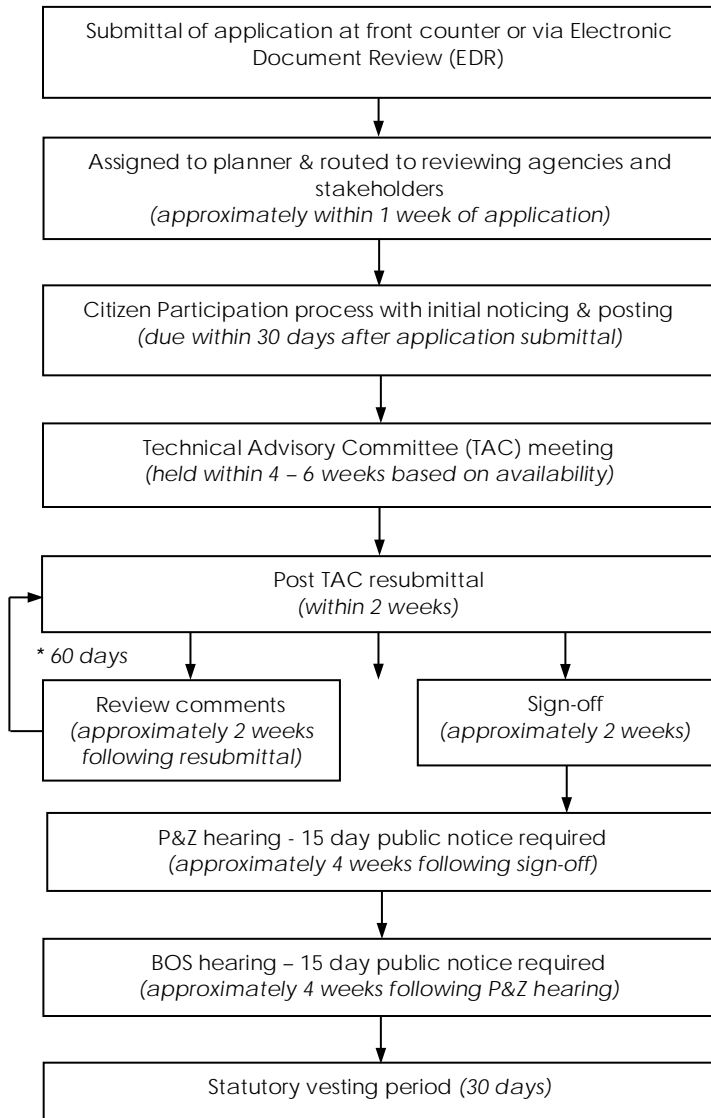 Submittal of application at front counter or via Electronic
Document Review (EDR)
Assigned to planner & routed to reviewing agencies and
stakeholders
(approximately within 1 week of application)
Citizen Participation process with initial noticing & posting
(due within 30 days after application submittal)
Technical Advisory Committee (TAC) meeting
(held within 4 – 6 weeks based on availability)
Post TAC resubmittal
(within 2 weeks)
* 60 days
Review comments
(approximately 2 weeks
following resubmittal)
Sign-off
(approximately 2 weeks)
P&Z hearing - 15 day public notice required
(approximately 4 weeks following sign-off)
BOS hearing – 15 day public notice required
(approximately 4 weeks following P&Z hearing)
Statutory vesting period (30 days)